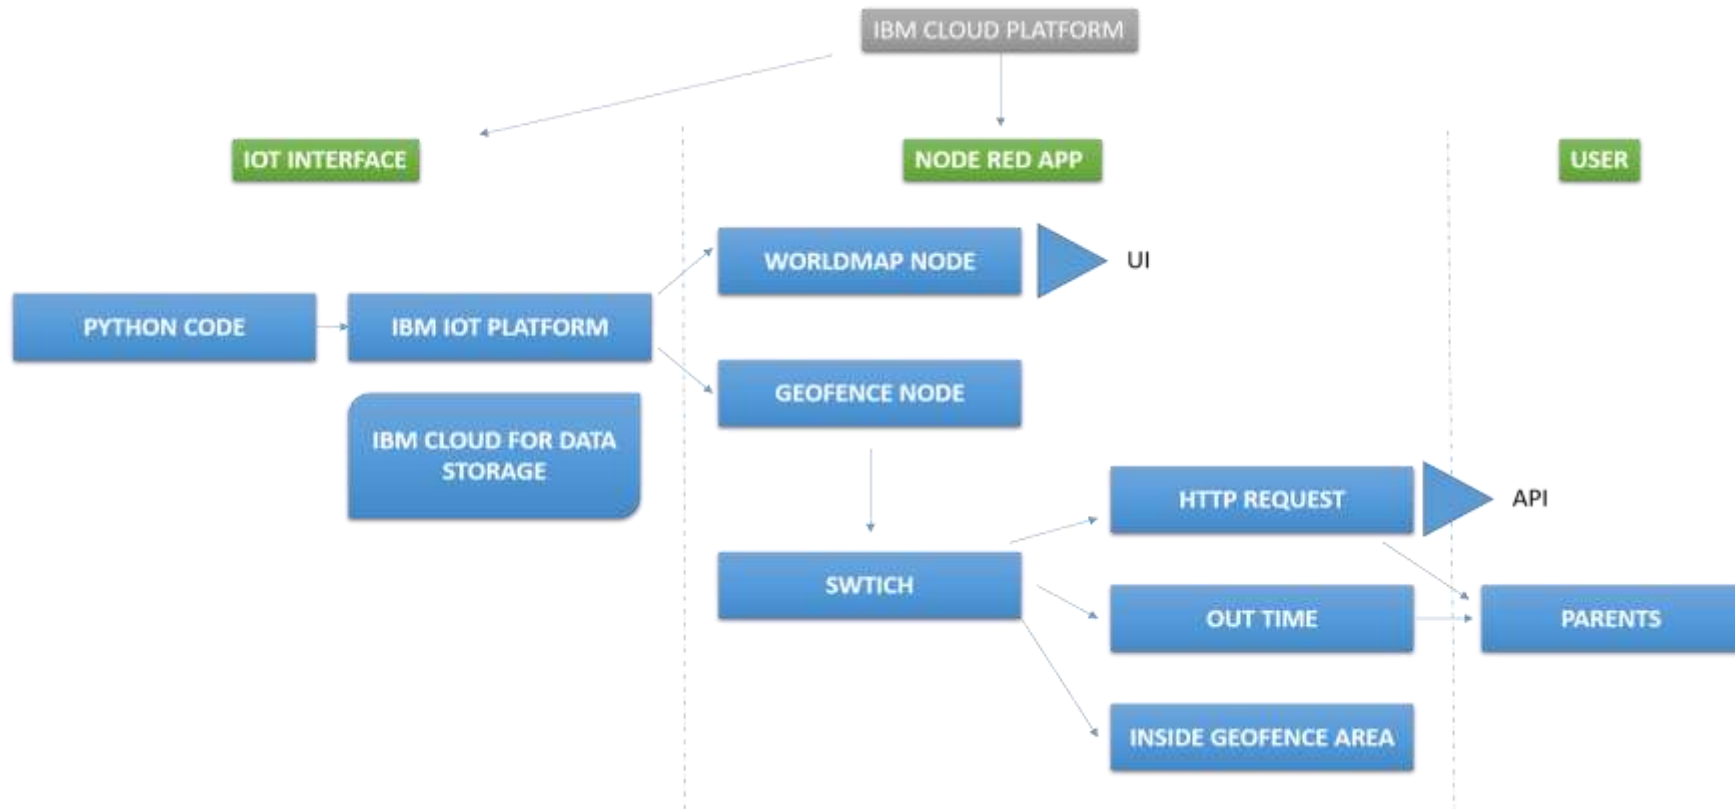 IBM CLOUD PLATFORM
IOT INTERFACE
NODE RED APP
USER
WORLDMAP NODE
UI
PYTHON CODE
IBM IOT PLATFORM
GEOFENCE NODE
IBM CLOUD FOR DATA
STORAGE
HTTP REQUEST
API
SWTICH
OUT TIME
PARENTS
INSIDE GEOFENCE AREA